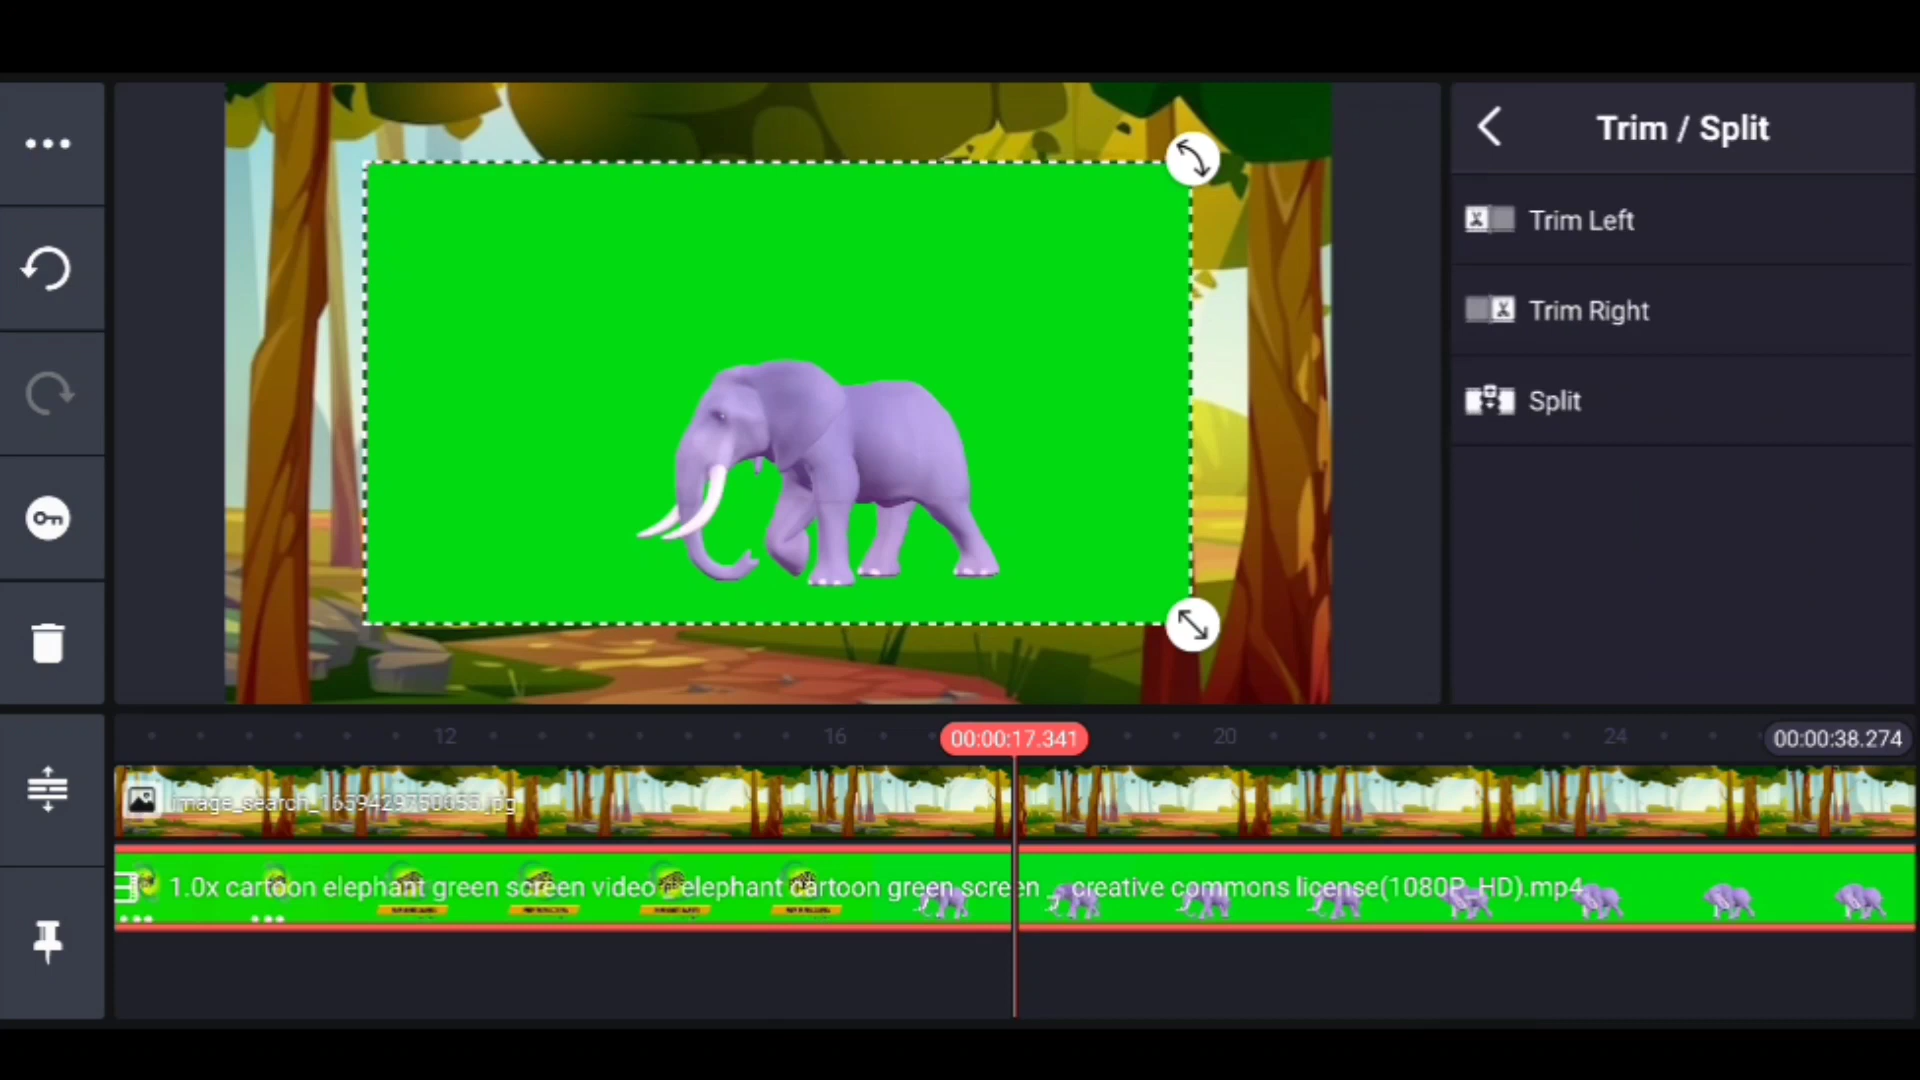 Trim / Split
Trim Left
Trim Right
Split
12
16
00:00:17.341
20
24
00:00:38.274
image_search_1659429750055.jpg
1.0x cartoon elephant green screen video _ elephant cartoon green screen _ creative commons license(1080P_HD).mp4